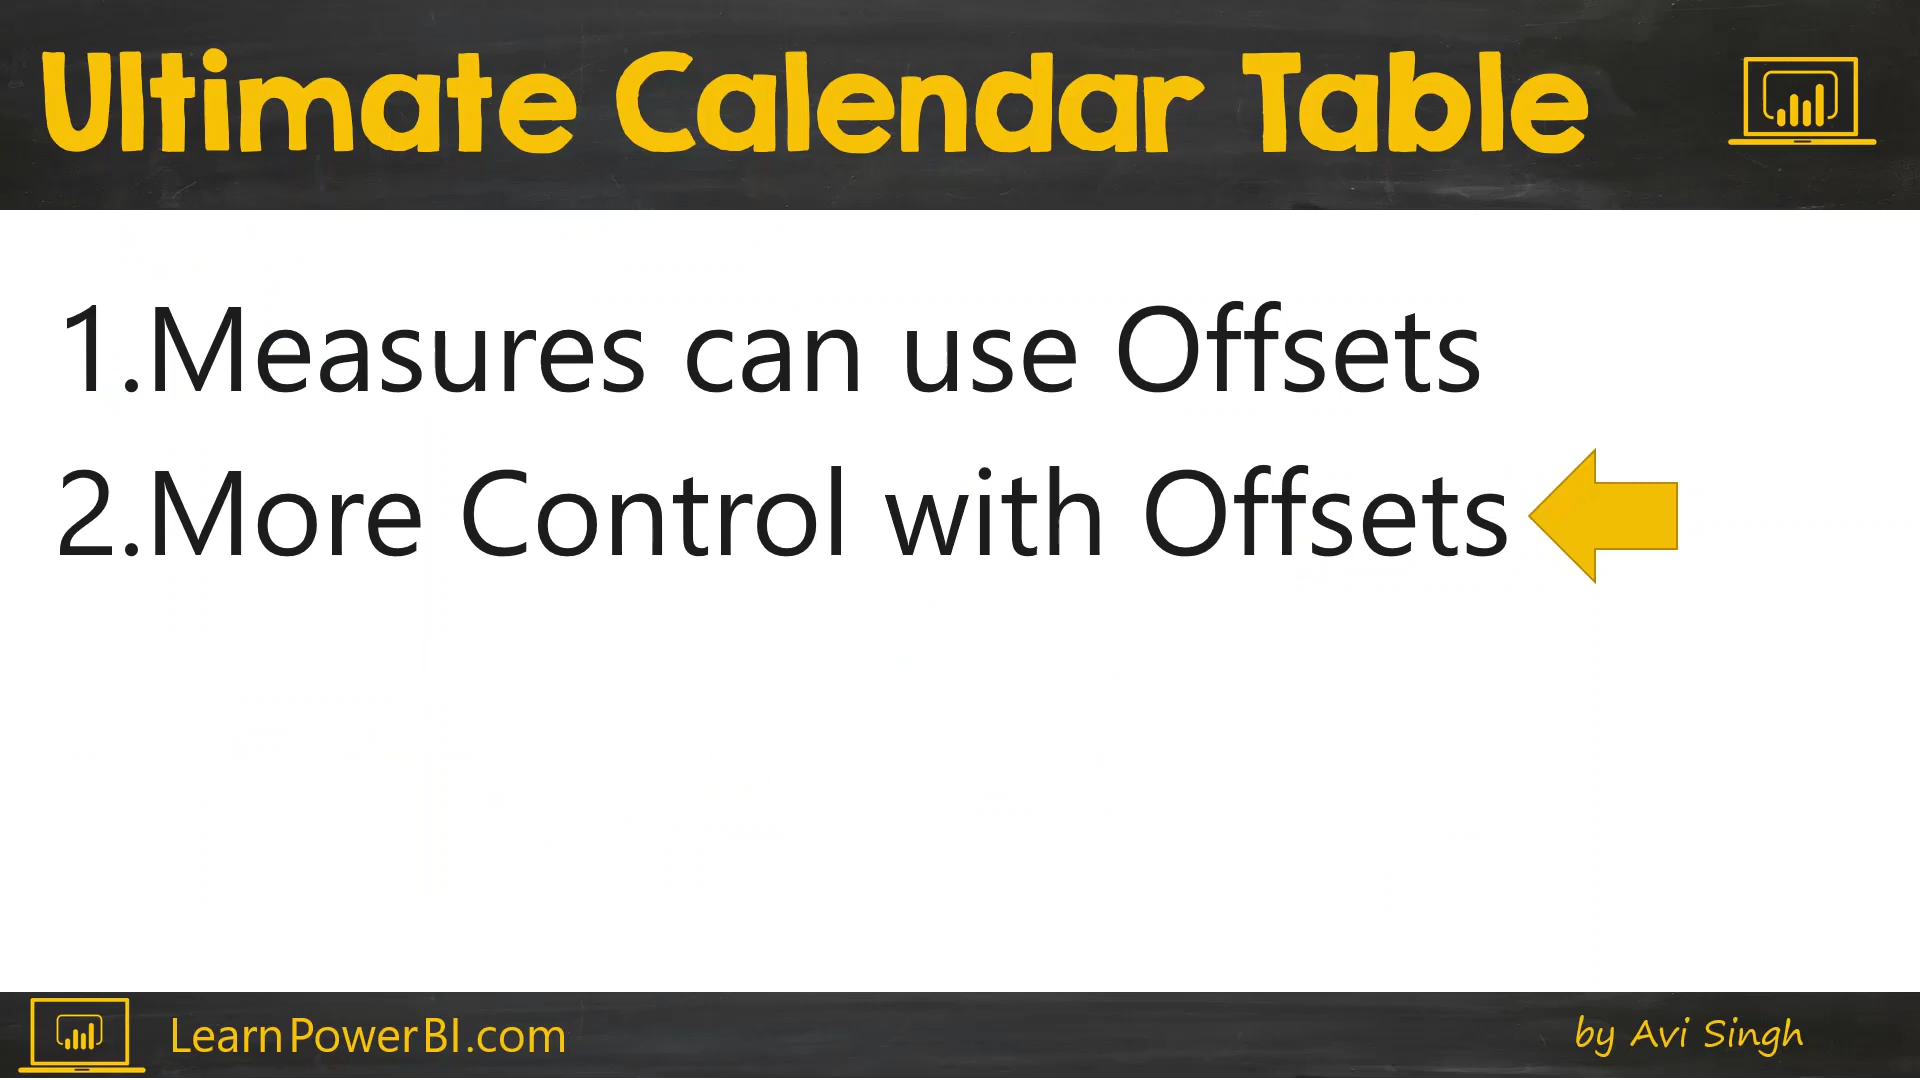 Ultimate Calendar Table
1.Measures can use Offsets
2.More Control with Offsets
LearnPowerBI.com
by Avi Singh